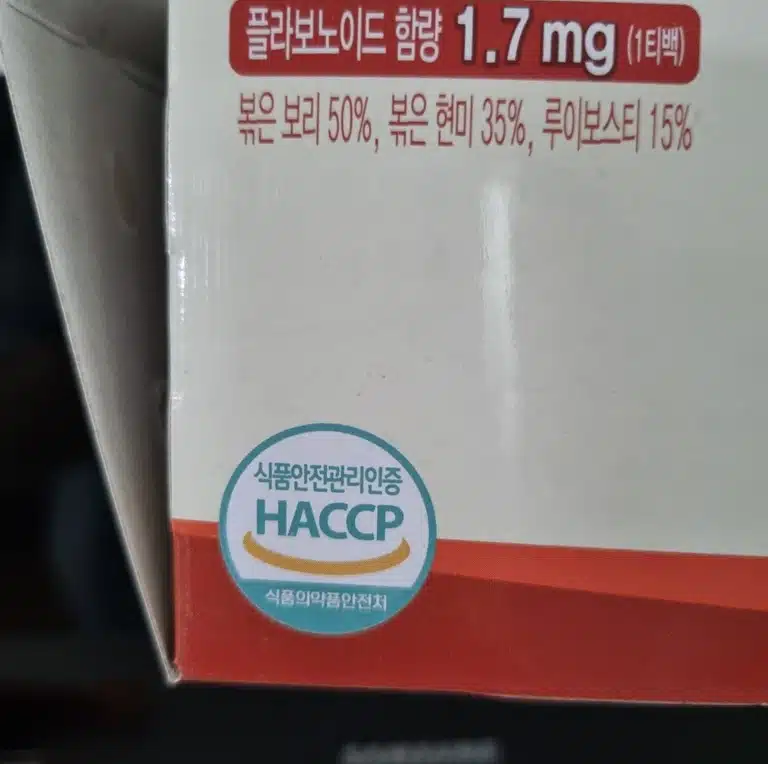 플라보노이드 함량 1.7 mg (1티백)
볶은 보리 50%, 볶은 현미 35%, 루이보스티 15%
식품안전관리인증
HACCP
식품의약품안전처